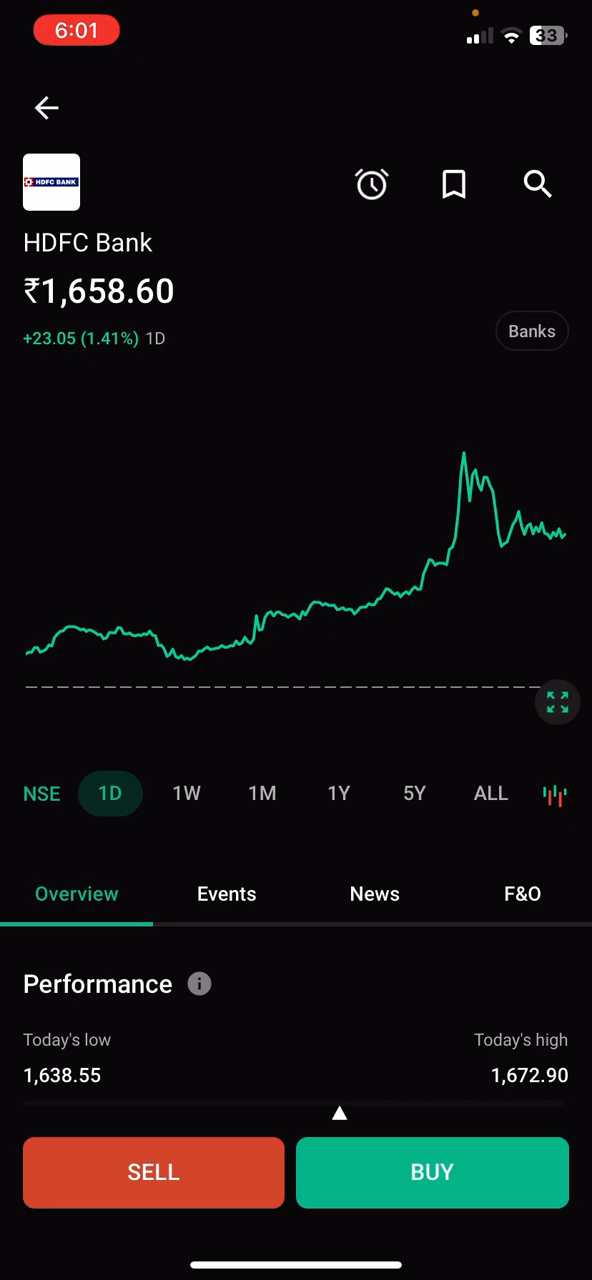 6:01
33
HDFC BANK
HDFC Bank
₹1,658.60
+23.05 (1.41%) 1D
Banks
NSE 1D 1W 1M 1Y 5Y ALL
Overview Events News F&O
Performance i
Today's low Today's high
1,638.55 1,672.90
SELL BUY